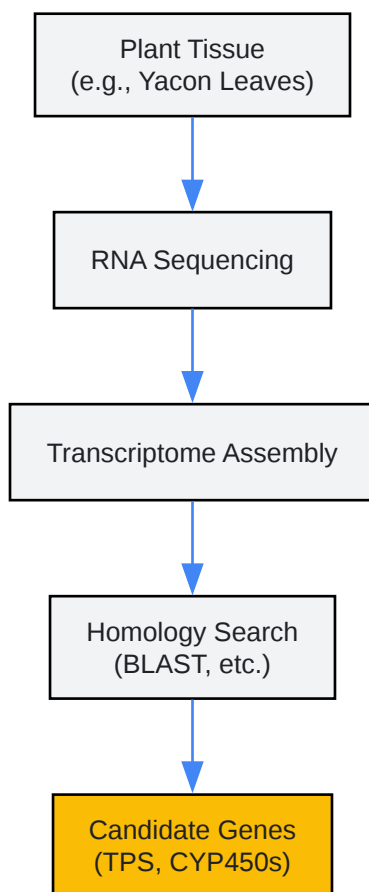 Plant Tissue
(e.g., Yacon Leaves)
RNA Sequencing
Transcriptome Assembly
Homology Search
(BLAST, etc.)
Candidate Genes
(TPS, CYP450s)